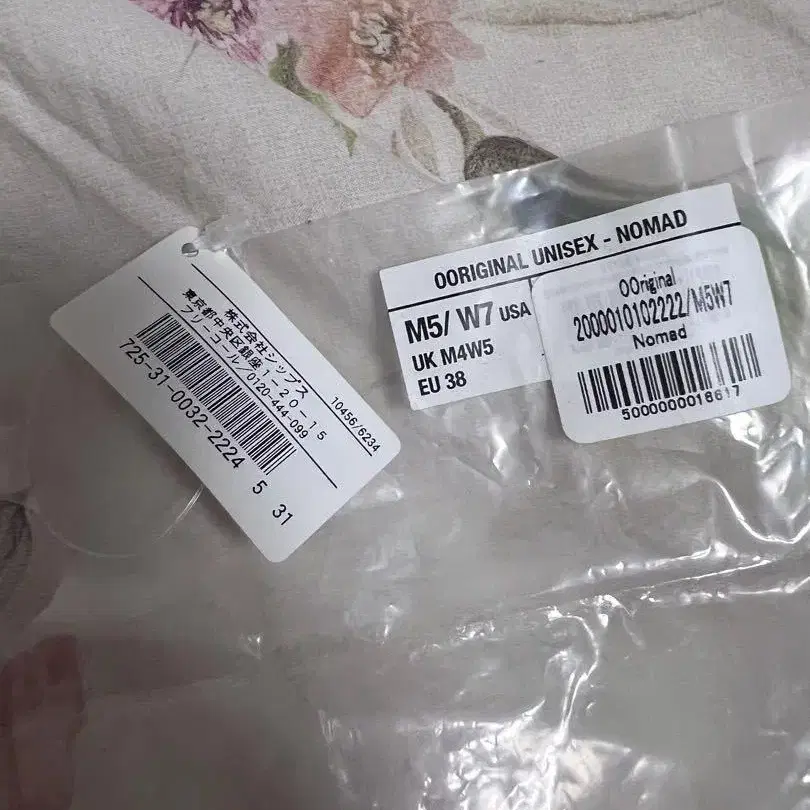 株式会社シップス
東京都中央区銀座1-20-15
フリーコール/0120-444-099
10456/6234
725-31-0032-2224 5 31
OORIGINAL UNISEX - NOMAD
M5/ W7 USA
UK M4W5
EU 38
OOriginal
2000010102222/M5W7
Nomad
5000000018617